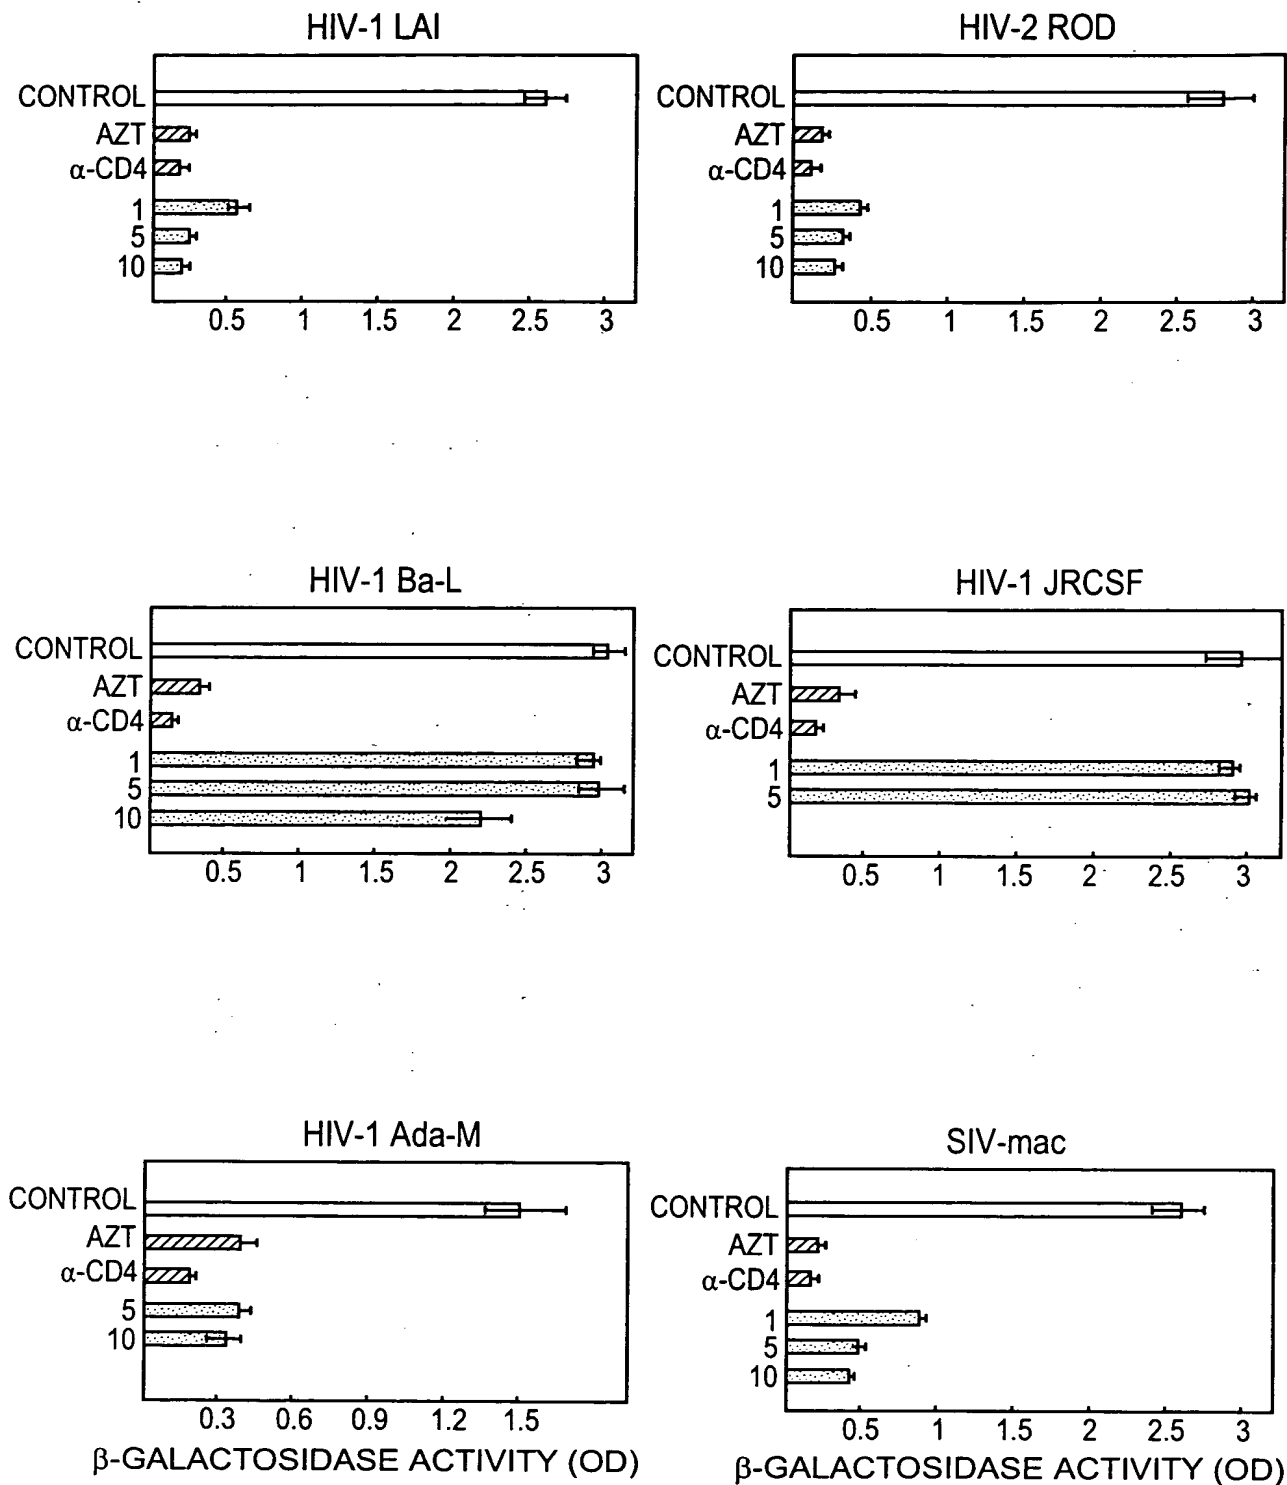 HIV-1 LAI
CONTROL
AZT
α-CD4
1
5
10
0.5 1 1.5 2 2.5 3
HIV-2 ROD
CONTROL
AZT
α-CD4
1
5
10
0.5 1 1.5 2 2.5 3
HIV-1 Ba-L
CONTROL
AZT
α-CD4
1
5
10
0.5 1 1.5 2 2.5 3
HIV-1 JRCSF
CONTROL
AZT
α-CD4
1
5
0.5 1 1.5 2 2.5 3
HIV-1 Ada-M
CONTROL
AZT
α-CD4
5
10
0.3 0.6 0.9 1.2 1.5
β-GALACTOSIDASE ACTIVITY (OD)
SIV-mac
CONTROL
AZT
α-CD4
1
5
10
0.5 1 1.5 2 2.5 3
β-GALACTOSIDASE ACTIVITY (OD)